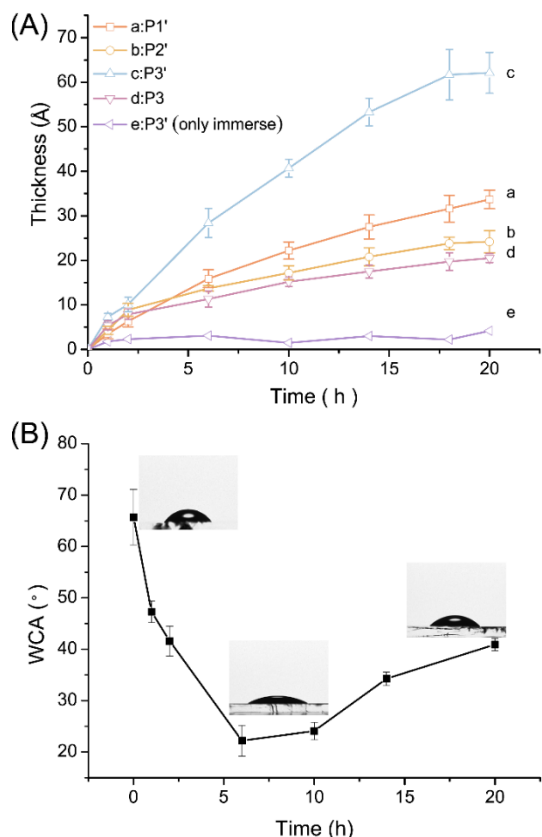 (A)
a:P1'
b:P2'
c:P3'
d:P3
e:P3' (only immerse)
Thickness (Å)
70
60
50
40
30
20
10
0
c
a
b
d
e
0 5 10 15 20
Time ( h )
(B)
WCA (°)
80
70
60
50
40
30
20
0 5 10 15 20
Time (h)